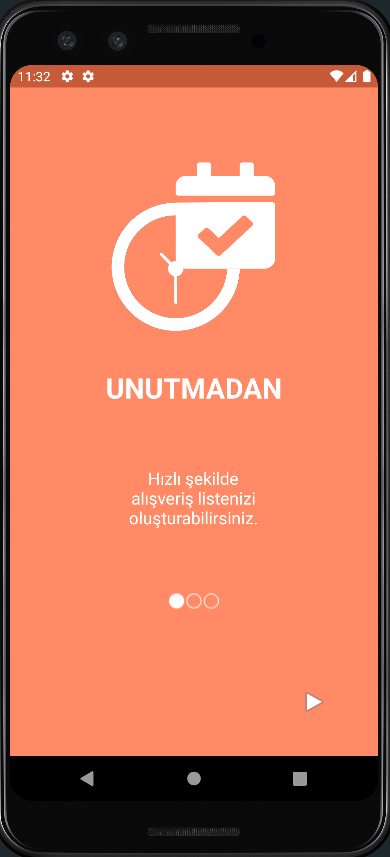 11:32
UNUTMADAN
Hızlı şekilde
alışveriş listenizi
oluşturabilirsiniz.